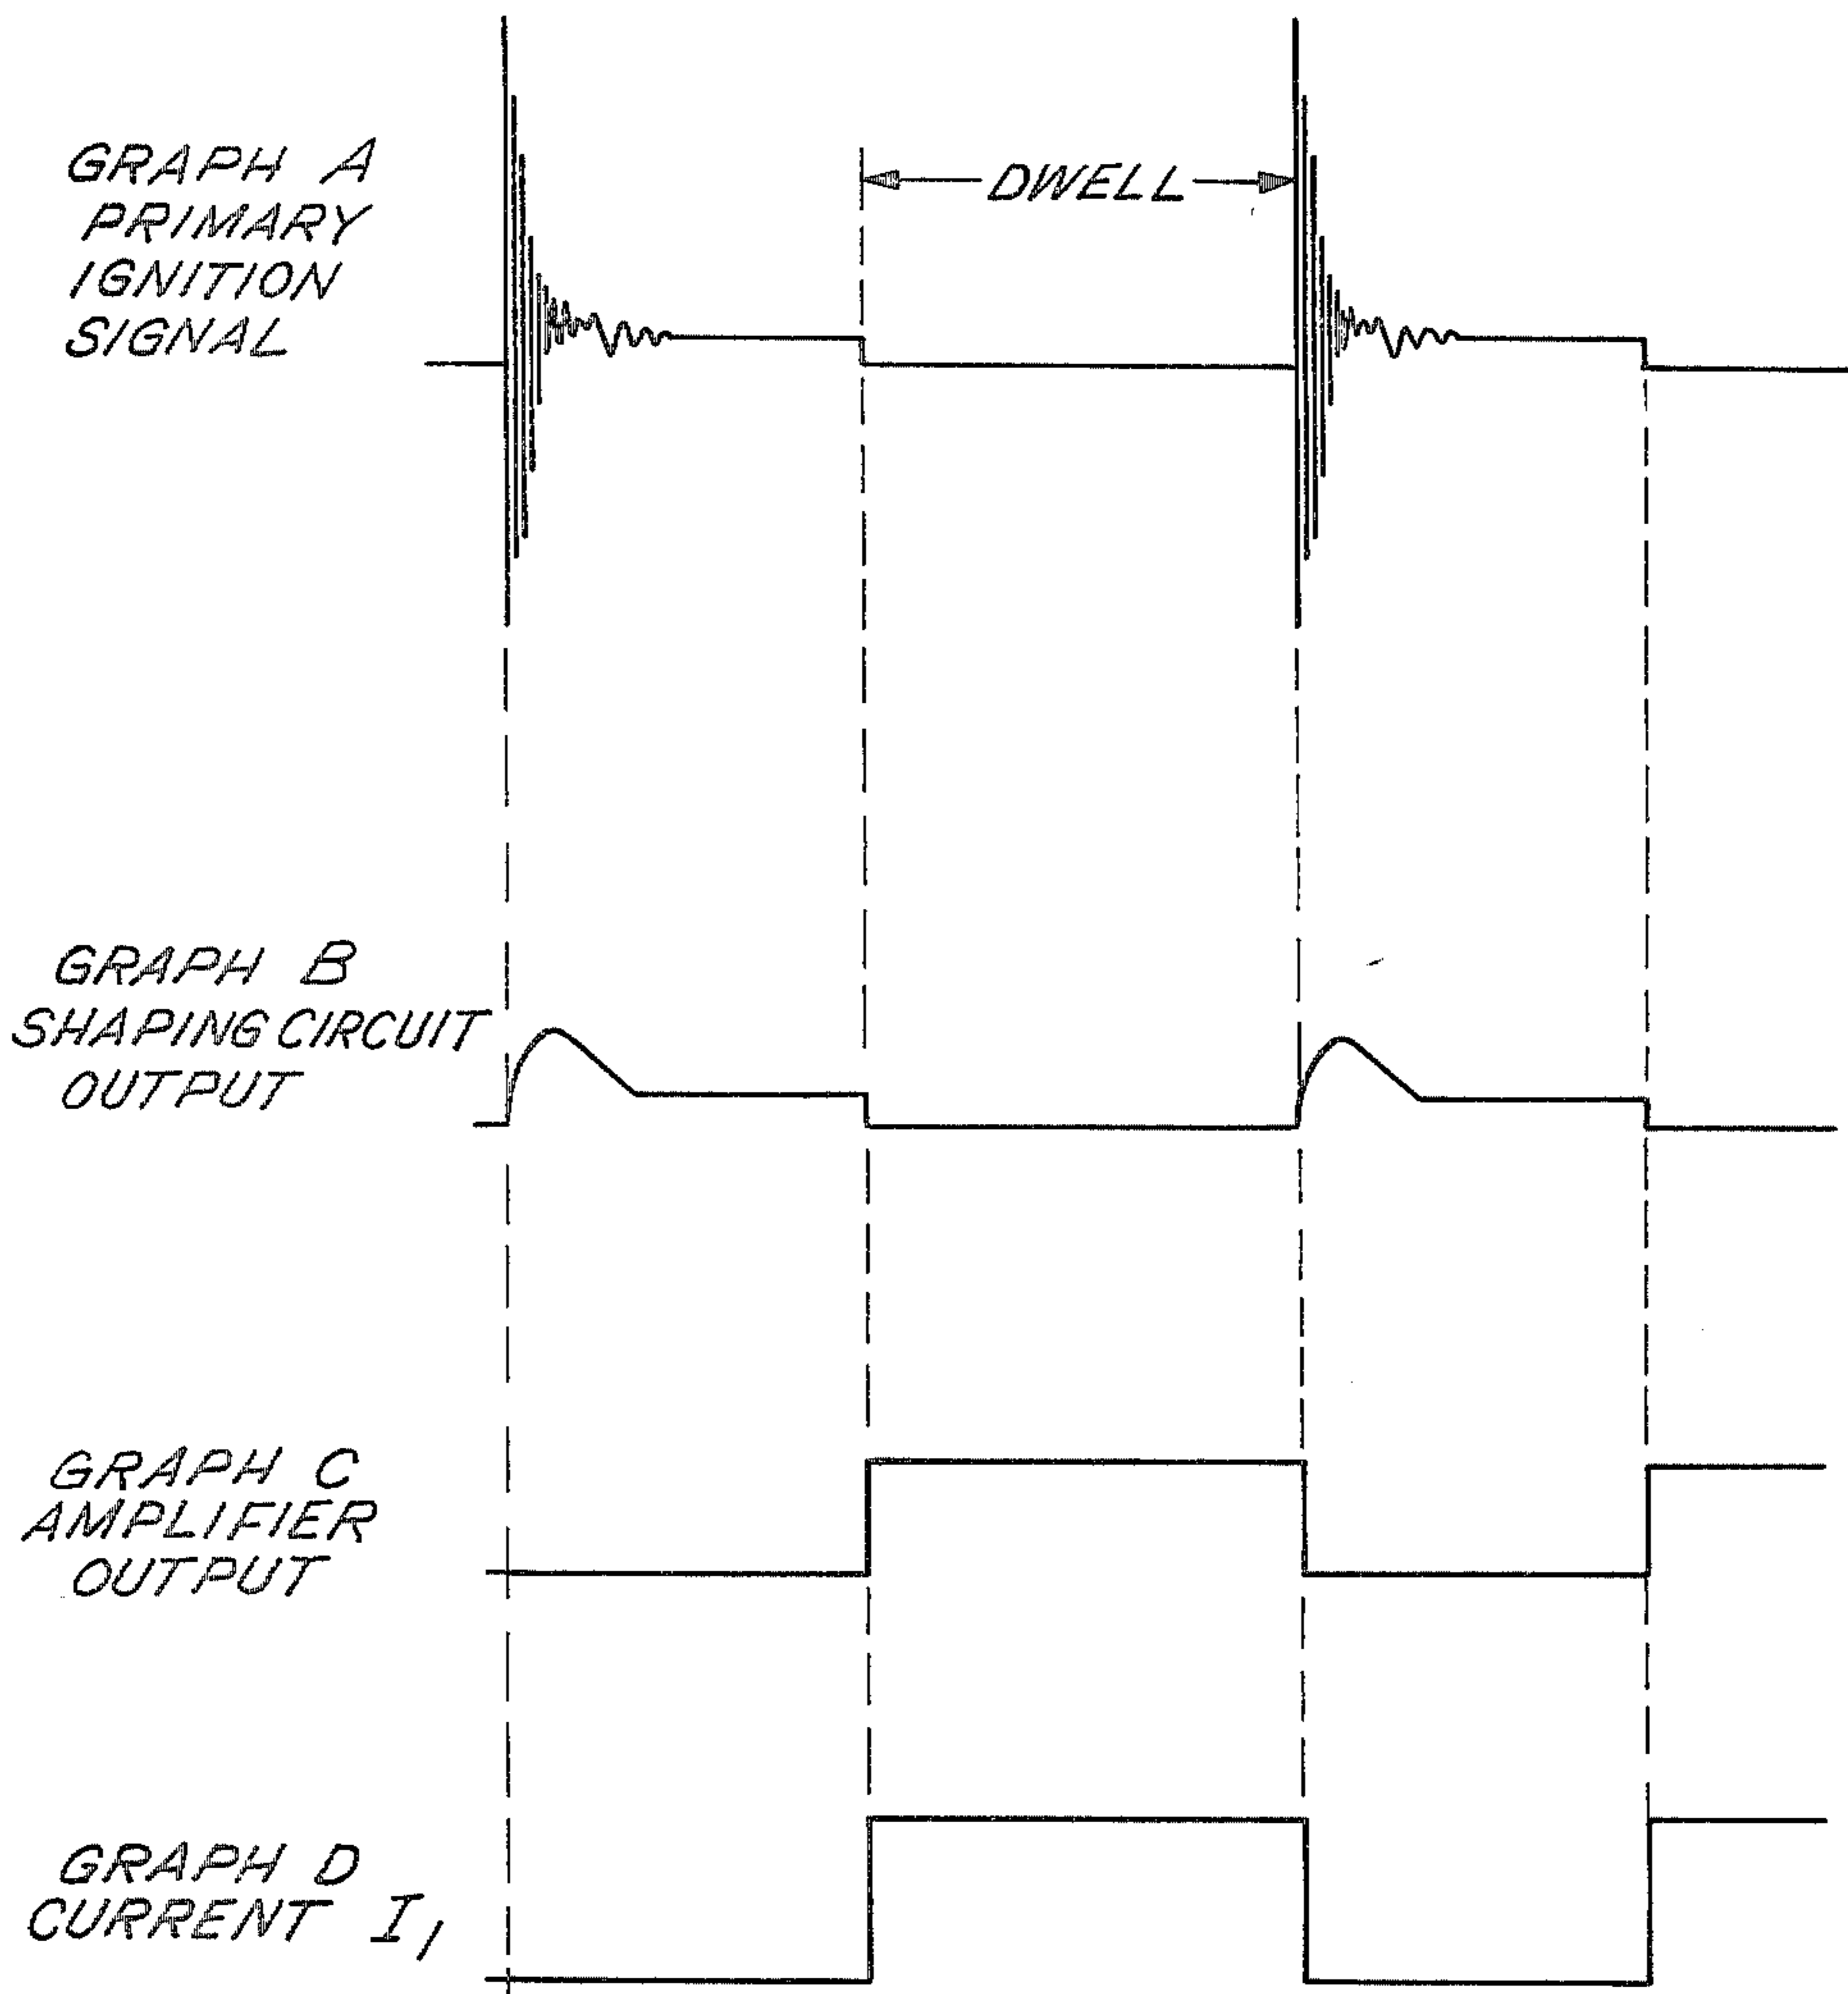 GRAPH A
PRIMARY
IGNITION
SIGNAL
DWELL
GRAPH B
SHAPING CIRCUIT
OUTPUT
GRAPH C
AMPLIFIER
OUTPUT
GRAPH D
CURRENT I₁